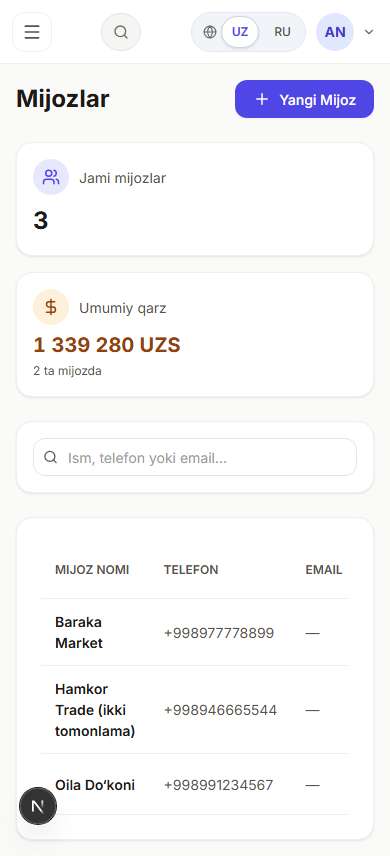 UZ RU AN
Mijozlar
Yangi Mijoz
Jami mijozlar
3
Umumiy qarz
1 339 280 UZS
2 ta mijozda
Ism, telefon yoki email...
MIJOZ NOMI TELEFON EMAIL
Baraka
Market
+998977778899 —
Hamkor
Trade (ikki
tomonlama)
+998946665544 —
Oila Do‘koni +998991234567 —
N